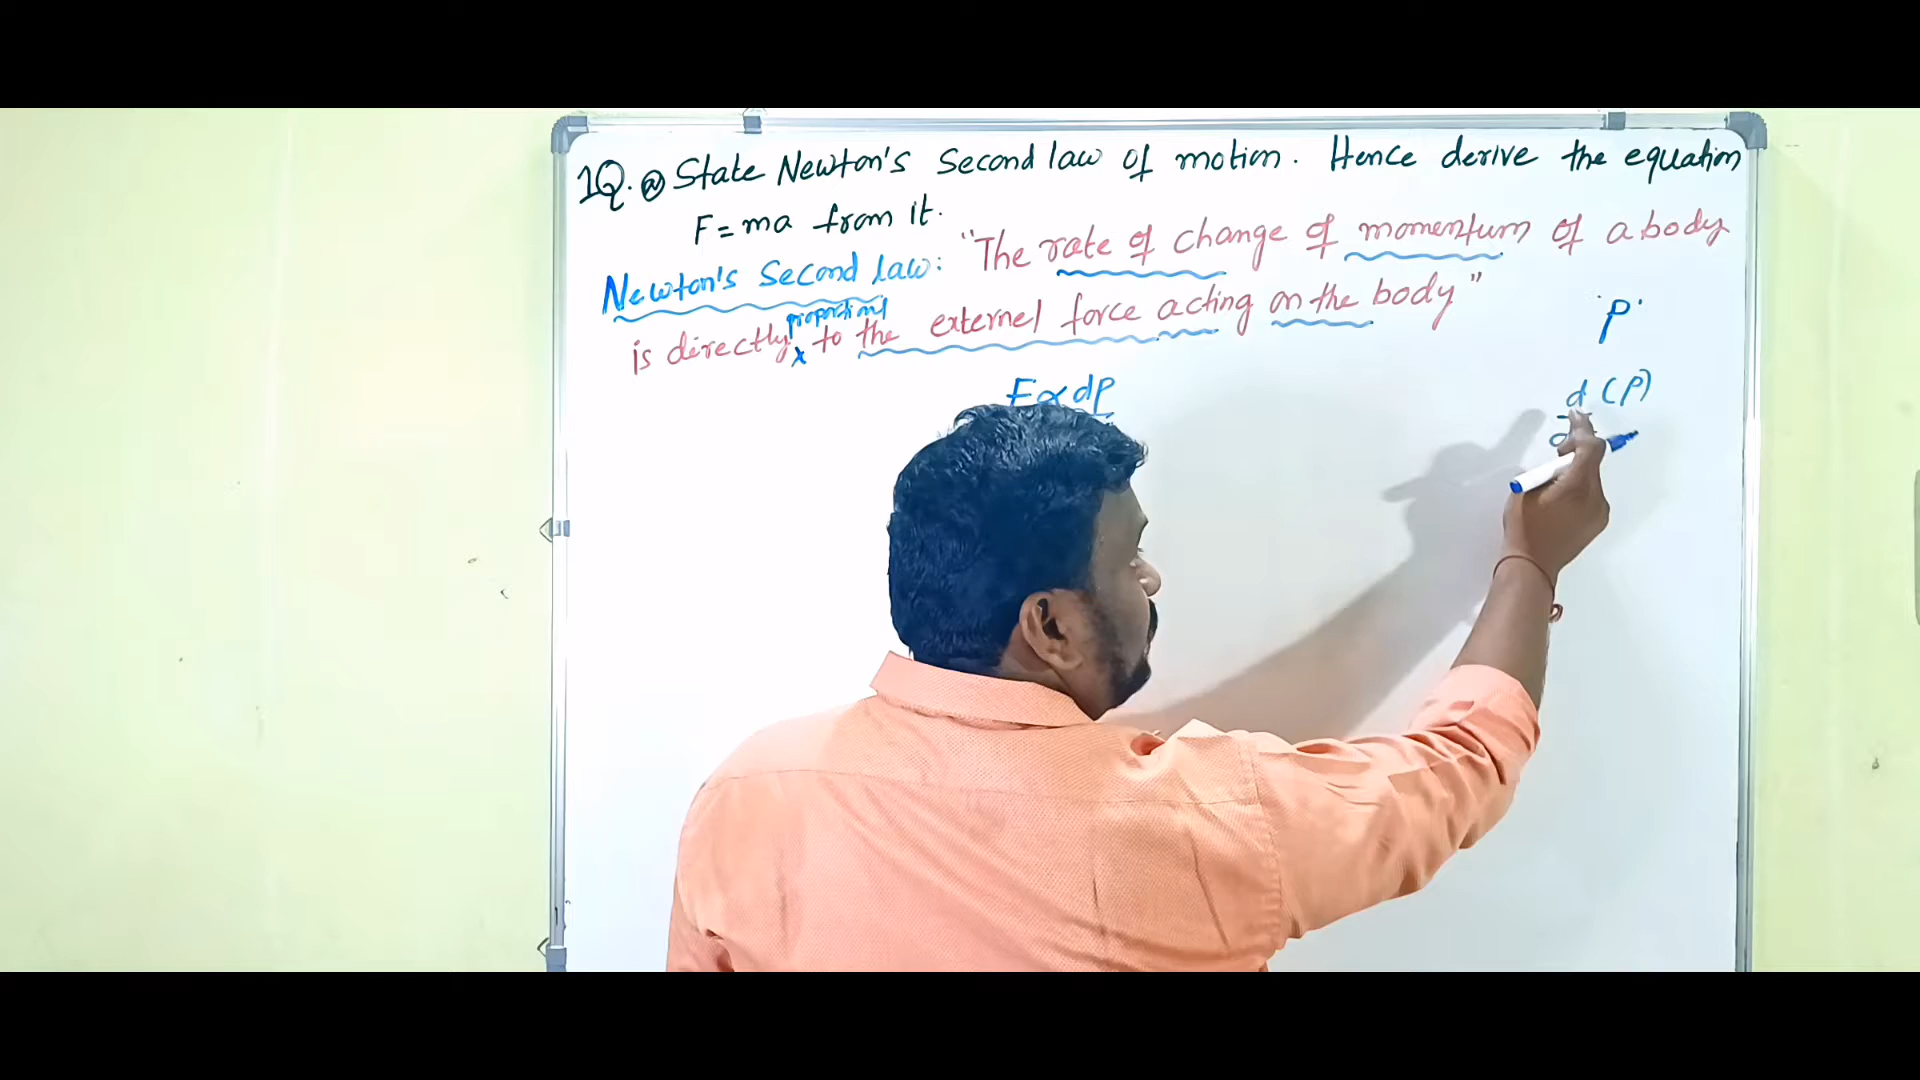 1Q. @ State Newton's Second law of motion. Hence derive the equation
F = ma from it.
Newton's Second law: "The rate of change of momentum of a body
proportional
is directly x to the externel force acting on the body"
P
F ∝ dp
d (P)